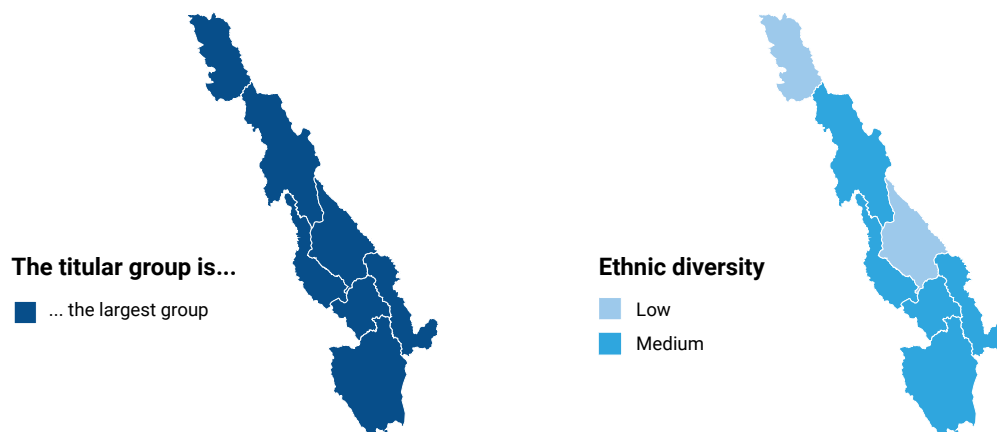 The titular group is...
... the largest group
Ethnic diversity
Low
Medium